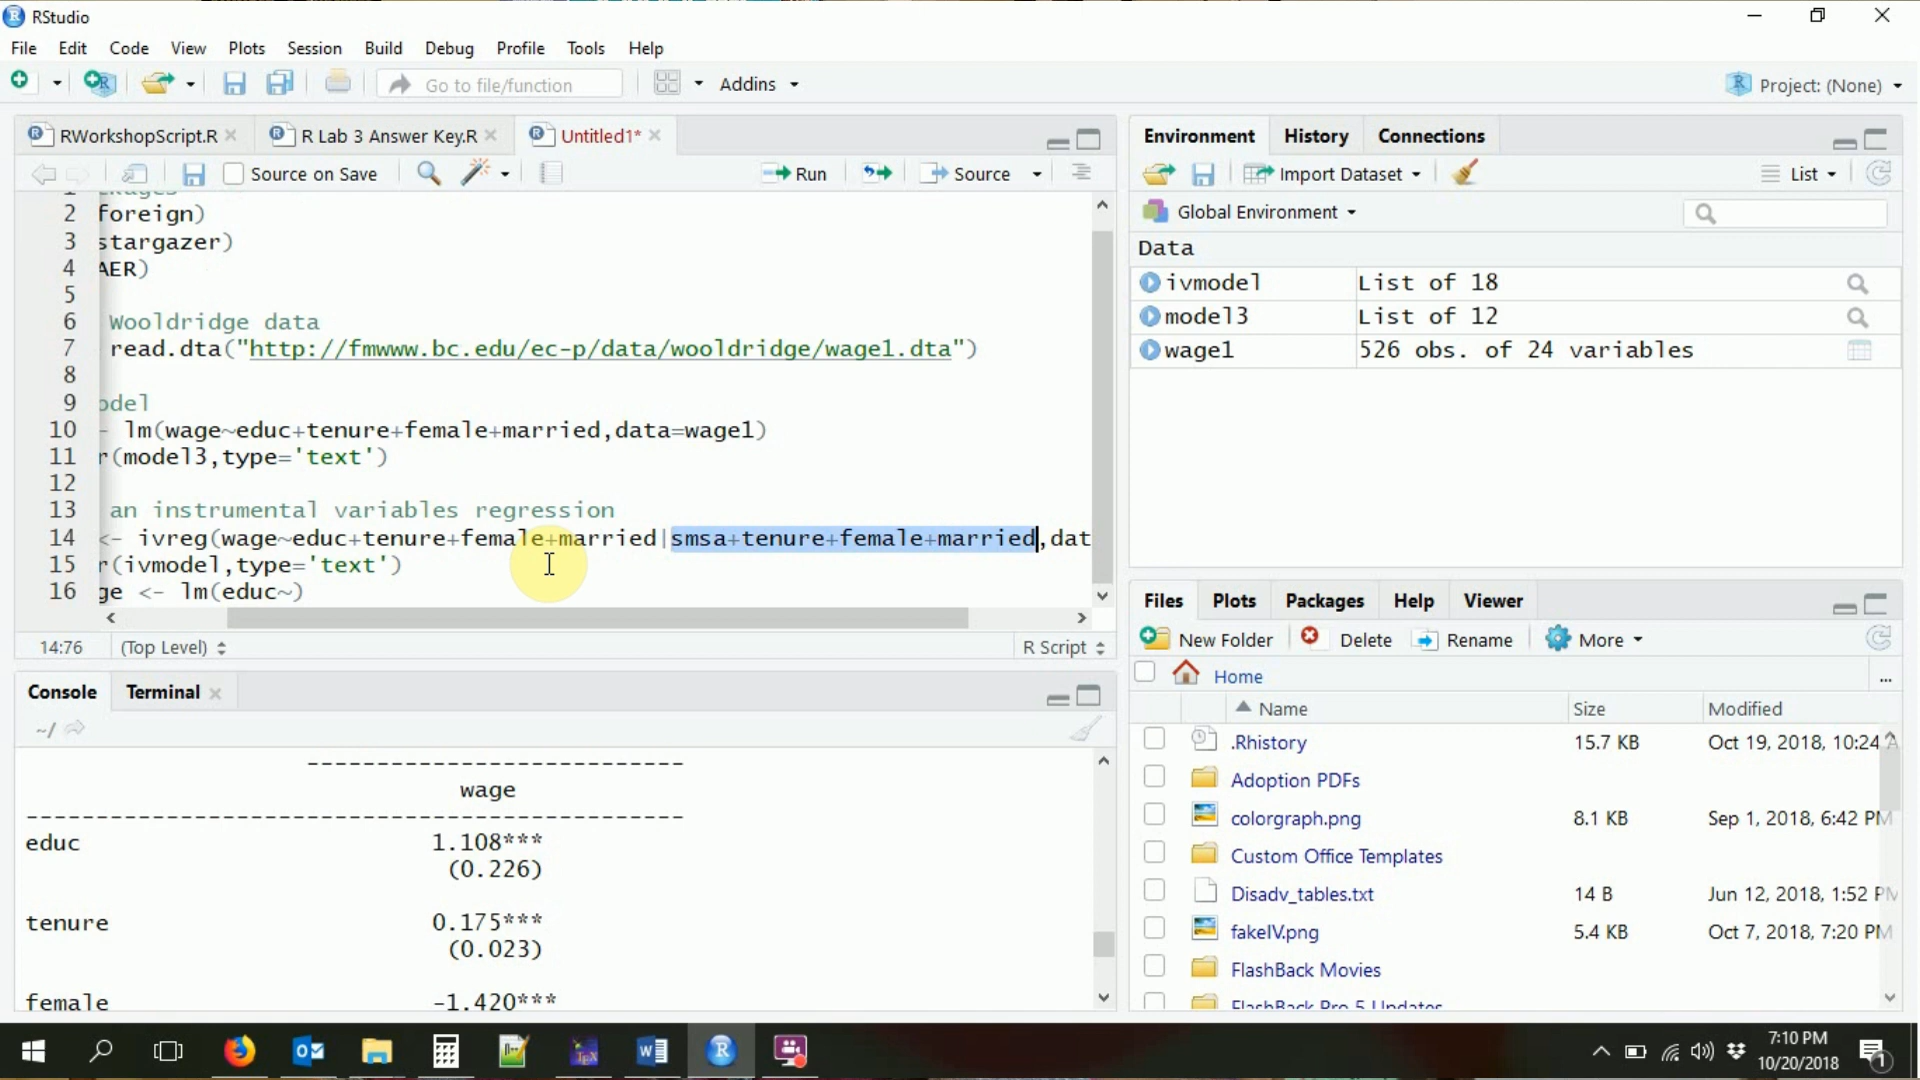 RStudio
File Edit Code View Plots Session Build Debug Profile Tools Help
Go to file/function Addins Project: (None)
RWorkshopScript.R R Lab 3 Answer Key.R Untitled1*
Source on Save Run Source
2 foreign)
3 stargazer)
4 AER)
5
6 Wooldridge data
7 read.dta("http://fmwww.bc.edu/ec-p/data/wooldridge/wage1.dta")
8
9 odel
10 - lm(wage~educ+tenure+female+married,data=wage1)
11 r(model3,type='text')
12
13 an instrumental variables regression
14 <- ivreg(wage~educ+tenure+female+married|smsa+tenure+female+married,dat
15 r(ivmodel,type='text')
16 ge <- lm(educ~)
14:76 (Top Level) R Script
Console Terminal
~/
---------------------------
wage
-----------------------------------------------
educ 1.108***
(0.226)
tenure 0.175***
(0.023)
female -1.420***
Environment History Connections
Import Dataset List
Global Environment
Data
ivmodel List of 18
model3 List of 12
wage1 526 obs. of 24 variables
Files Plots Packages Help Viewer
New Folder Delete Rename More
Home ...
Name Size Modified
.Rhistory 15.7 KB Oct 19, 2018, 10:24 A
Adoption PDFs
colorgraph.png 8.1 KB Sep 1, 2018, 6:42 PM
Custom Office Templates
Disadv_tables.txt 14 B Jun 12, 2018, 1:52 PM
fakeIV.png 5.4 KB Oct 7, 2018, 7:20 PM
FlashBack Movies
FlashBack Pro 5 Updates
7:10 PM
10/20/2018
1